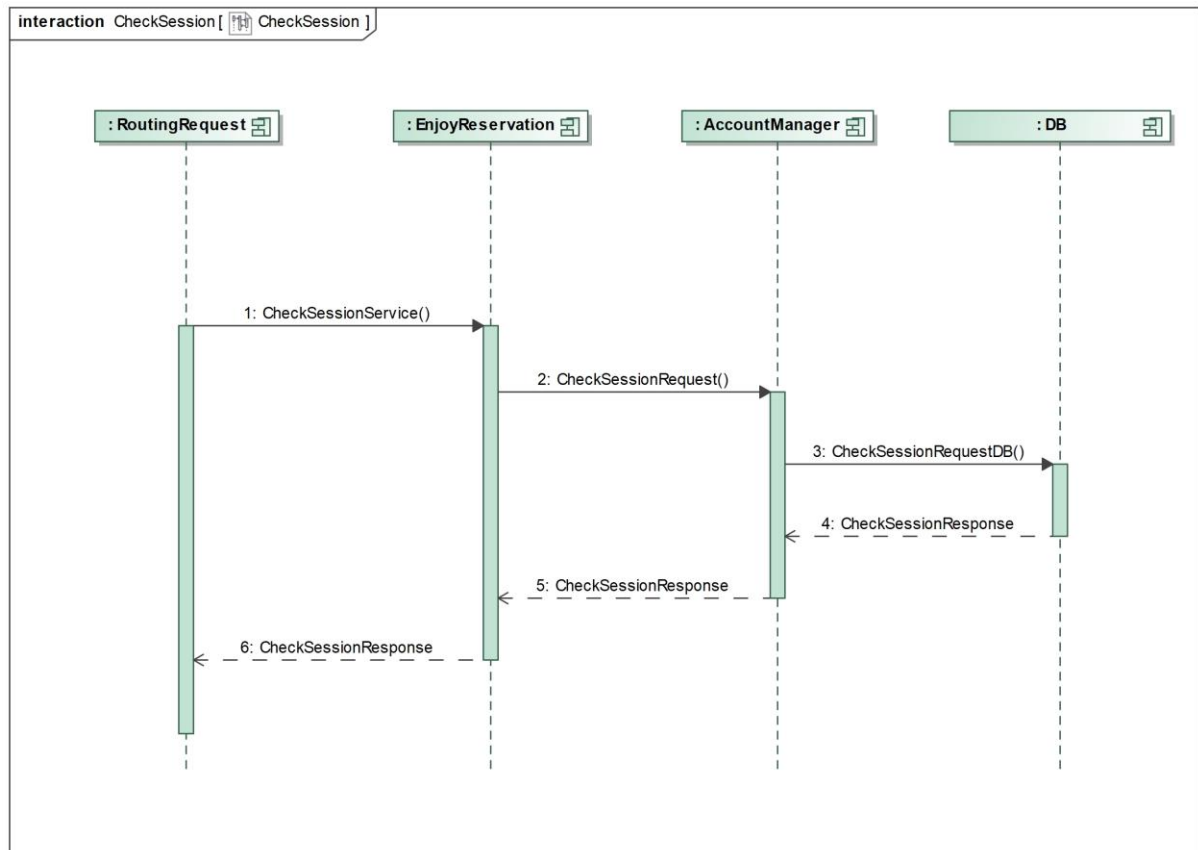 interaction CheckSession [ CheckSession ]
: RoutingRequest
: EnjoyReservation
: AccountManager
: DB
1: CheckSessionService()
2: CheckSessionRequest()
3: CheckSessionRequestDB()
4: CheckSessionResponse
5: CheckSessionResponse
6: CheckSessionResponse